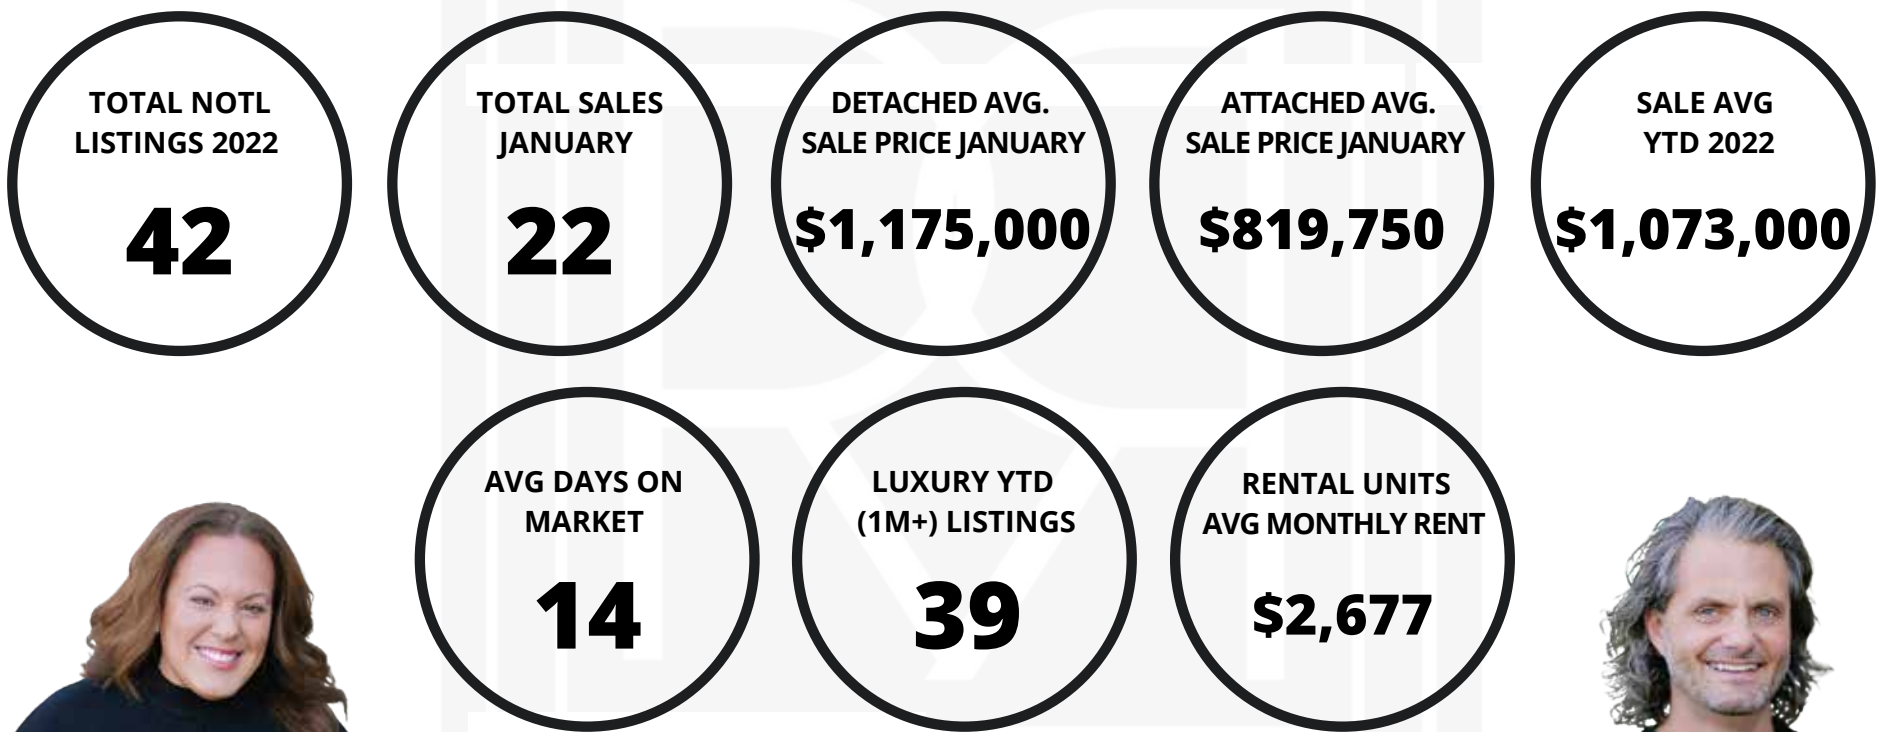 TOTAL NOTL
LISTINGS 2022
42
TOTAL SALES
JANUARY
22
DETACHED AVG.
SALE PRICE JANUARY
$1,175,000
ATTACHED AVG.
SALE PRICE JANUARY
$819,750
SALE AVG
YTD 2022
$1,073,000
AVG DAYS ON
MARKET
14
LUXURY YTD
(1M+) LISTINGS
39
RENTAL UNITS
AVG MONTHLY RENT
$2,677